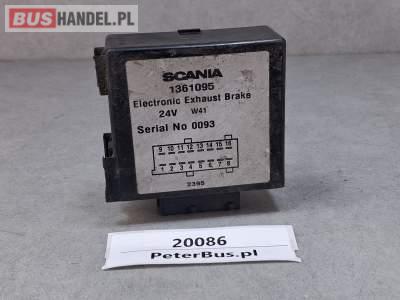 BUSHANDEL.PL
SCANIA
1361095
Electronic Exhaust Brake
24V W41
Serial No 0093
9 10 11 12 13 14 15 16
1 2 3 4 5 6 7 8
2395
20086
PeterBus.pl